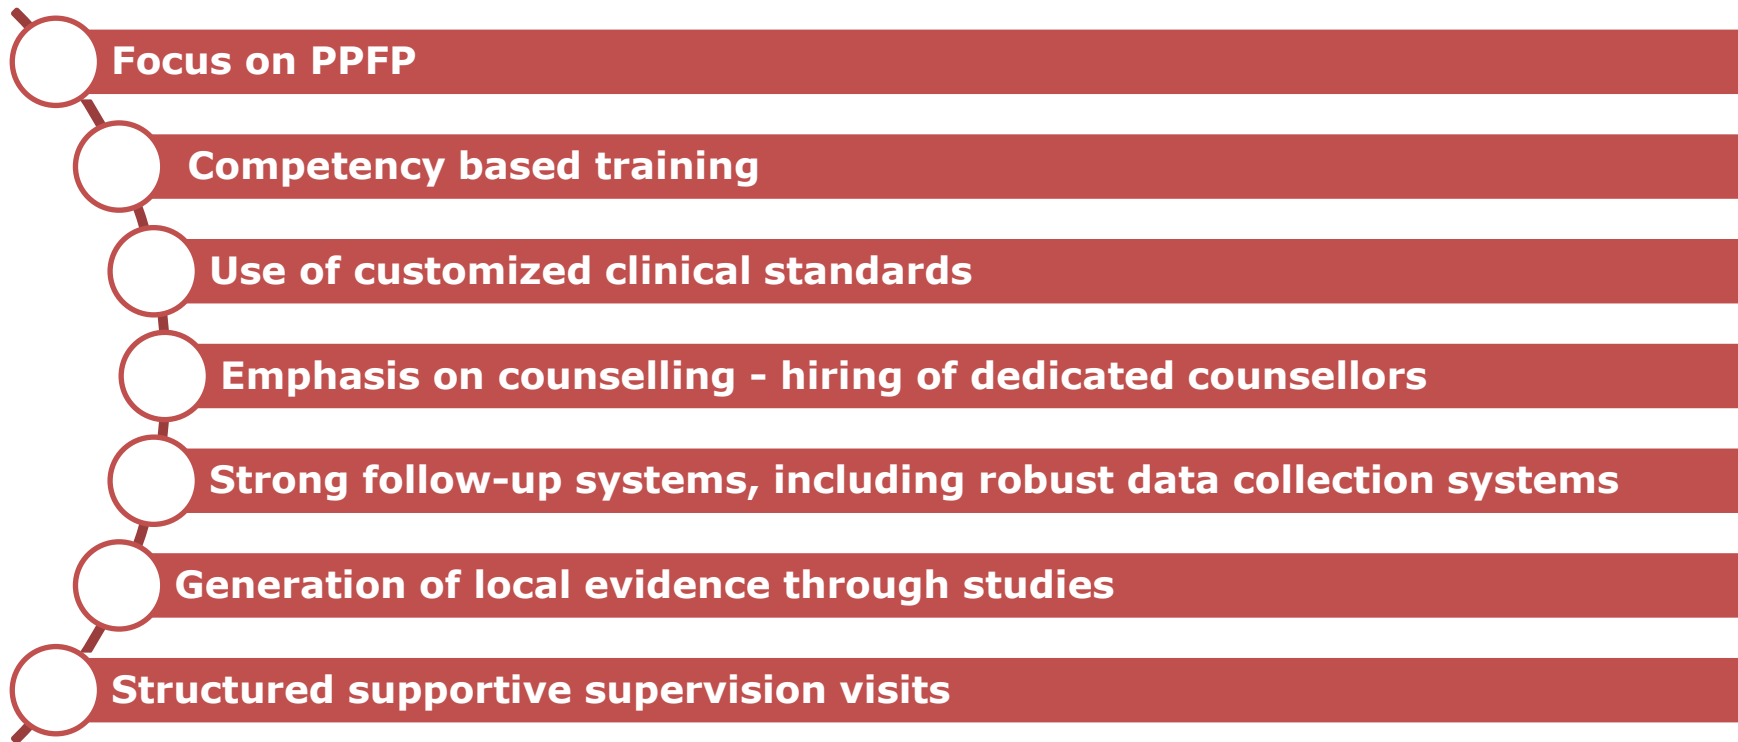 Focus on PPFP
Competency based training
Use of customized clinical standards
Emphasis on counselling – hiring of dedicated counsellors
Strong follow-up systems, including robust data collection systems
Generation of local evidence through studies
Structured supportive supervision visits